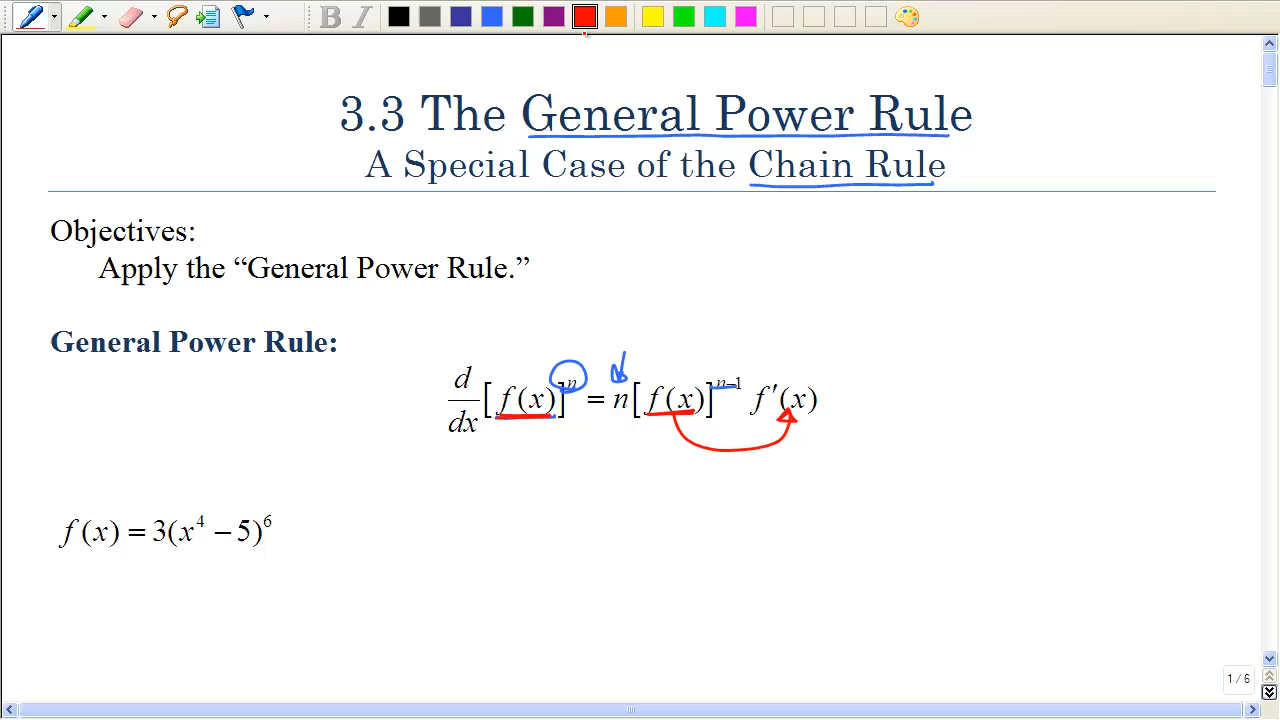 B I
3.3 The General Power Rule
A Special Case of the Chain Rule
Objectives:
Apply the “General Power Rule.”
General Power Rule:
d/dx [f(x)]ⁿ = n[f(x)]ⁿ⁻¹ f′(x)
f(x) = 3(x⁴ − 5)⁶
1 / 6